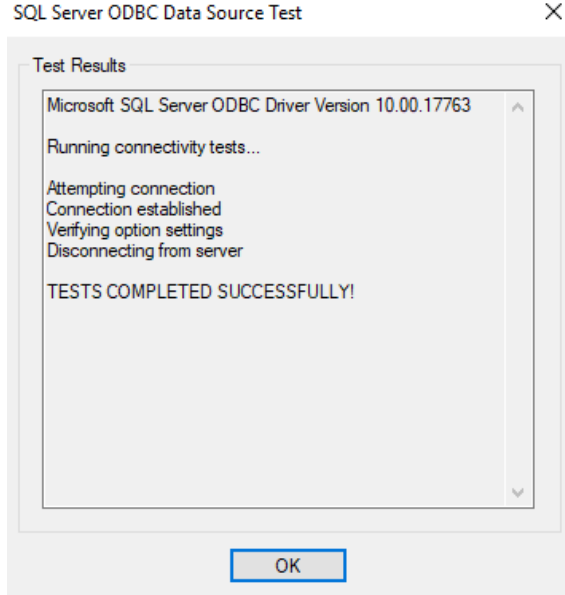 SQL Server ODBC Data Source Test
Test Results
Microsoft SQL Server ODBC Driver Version 10.00.17763
Running connectivity tests...
Attempting connection
Connection established
Verifying option settings
Disconnecting from server
TESTS COMPLETED SUCCESSFULLY!
OK